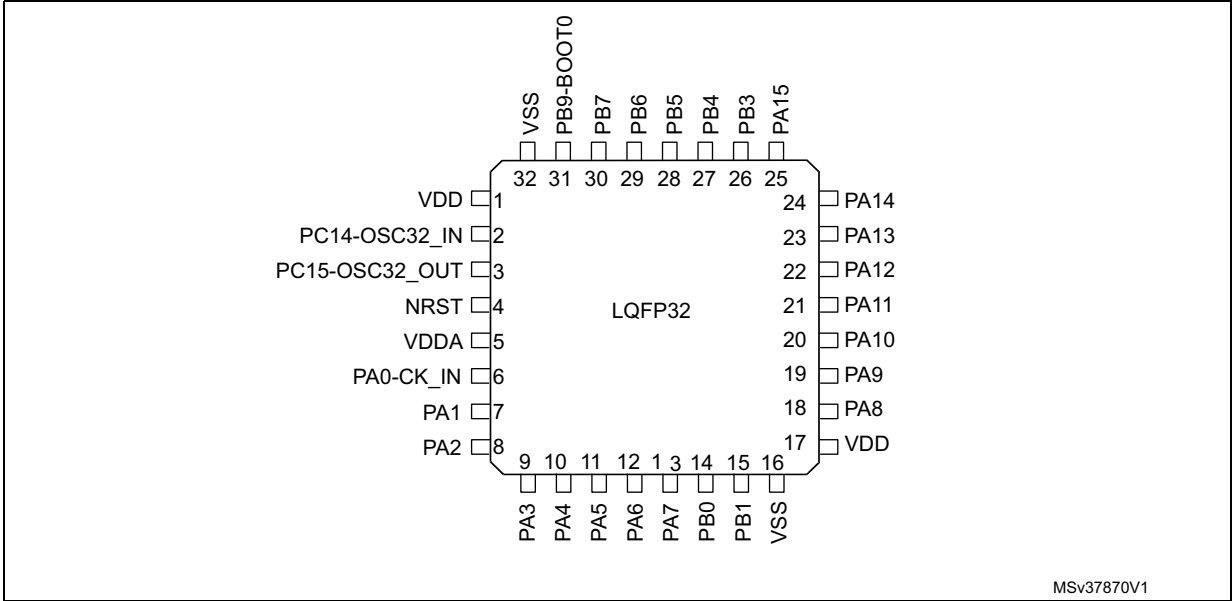 VSS
PB9-BOOT0
PB7
PB6
PB5
PB4
PB3
PA15
32 31 30 29 28 27 26 25
VDD 1
PC14-OSC32_IN 2
PC15-OSC32_OUT 3
NRST 4
VDDA 5
PA0-CK_IN 6
PA1 7
PA2 8
LQFP32
24 PA14
23 PA13
22 PA12
21 PA11
20 PA10
19 PA9
18 PA8
17 VDD
9 10 11 12 1 3 14 15 16
PA3
PA4
PA5
PA6
PA7
PB0
PB1
VSS
MSv37870V1